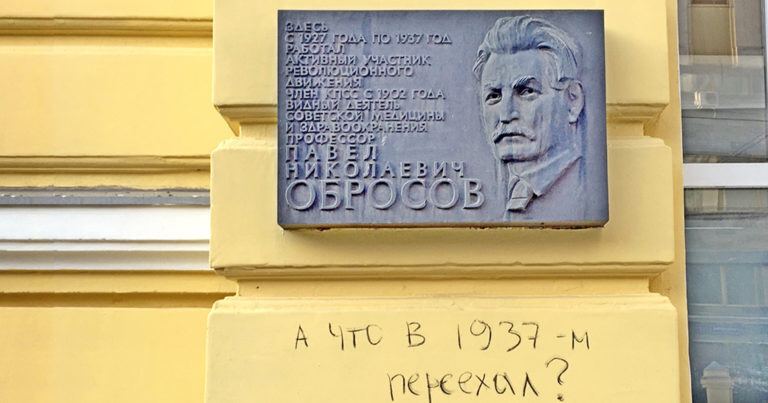 ЗДЕСЬ
С 1927 ГОДА ПО 1937 ГОД
РАБОТАЛ
АКТИВНЫЙ УЧАСТНИК
РЕВОЛЮЦИОННОГО
ДВИЖЕНИЯ
ЧЛЕН КПСС С 1902 ГОДА
ВИДНЫЙ ДЕЯТЕЛЬ
СОВЕТСКОЙ МЕДИЦИНЫ
И ЗДРАВООХРАНЕНИЯ
ПРОФЕССОР
ПАВЕЛ
НИКОЛАЕВИЧ
ОБРОСОВ
А ЧТО В 1937-М
переехал?